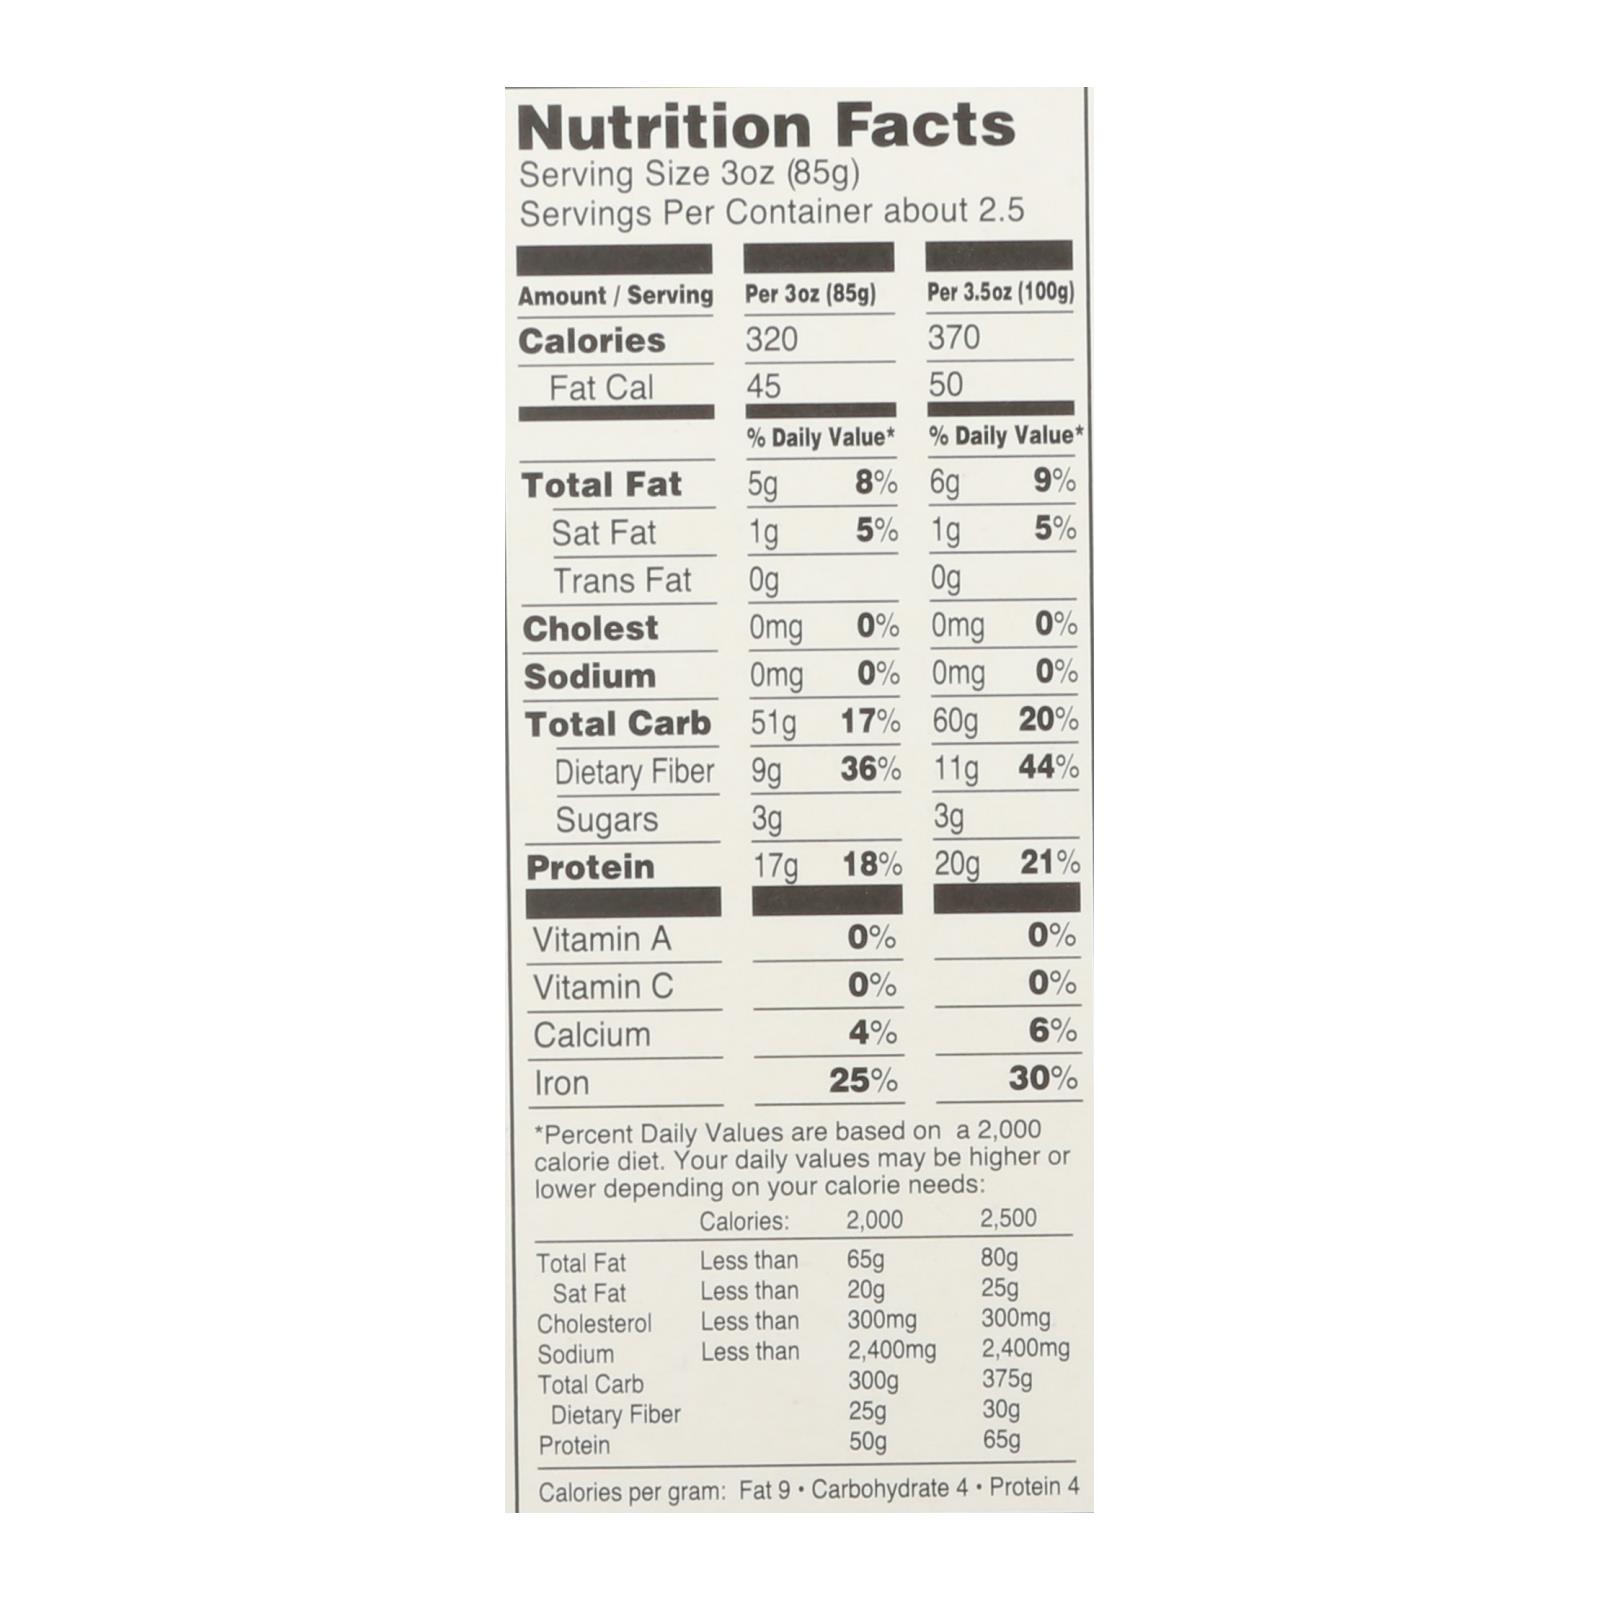 Nutrition Facts
Serving Size 3oz (85g)
Servings Per Container about 2.5
Amount / Serving Per 3oz (85g) Per 3.5oz (100g)
Calories 320 370
Fat Cal 45 50
% Daily Value* % Daily Value*
Total Fat 5g 8% 6g 9%
Sat Fat 1g 5% 1g 5%
Trans Fat 0g 0g
Cholest 0mg 0% 0mg 0%
Sodium 0mg 0% 0mg 0%
Total Carb 51g 17% 60g 20%
Dietary Fiber 9g 36% 11g 44%
Sugars 3g 3g
Protein 17g 18% 20g 21%
Vitamin A 0% 0%
Vitamin C 0% 0%
Calcium 4% 6%
Iron 25% 30%
*Percent Daily Values are based on a 2,000
calorie diet. Your daily values may be higher or
lower depending on your calorie needs:
Calories: 2,000 2,500
Total Fat Less than 65g 80g
Sat Fat Less than 20g 25g
Cholesterol Less than 300mg 300mg
Sodium Less than 2,400mg 2,400mg
Total Carb 300g 375g
Dietary Fiber 25g 30g
Protein 50g 65g
Calories per gram: Fat 9 • Carbohydrate 4 • Protein 4